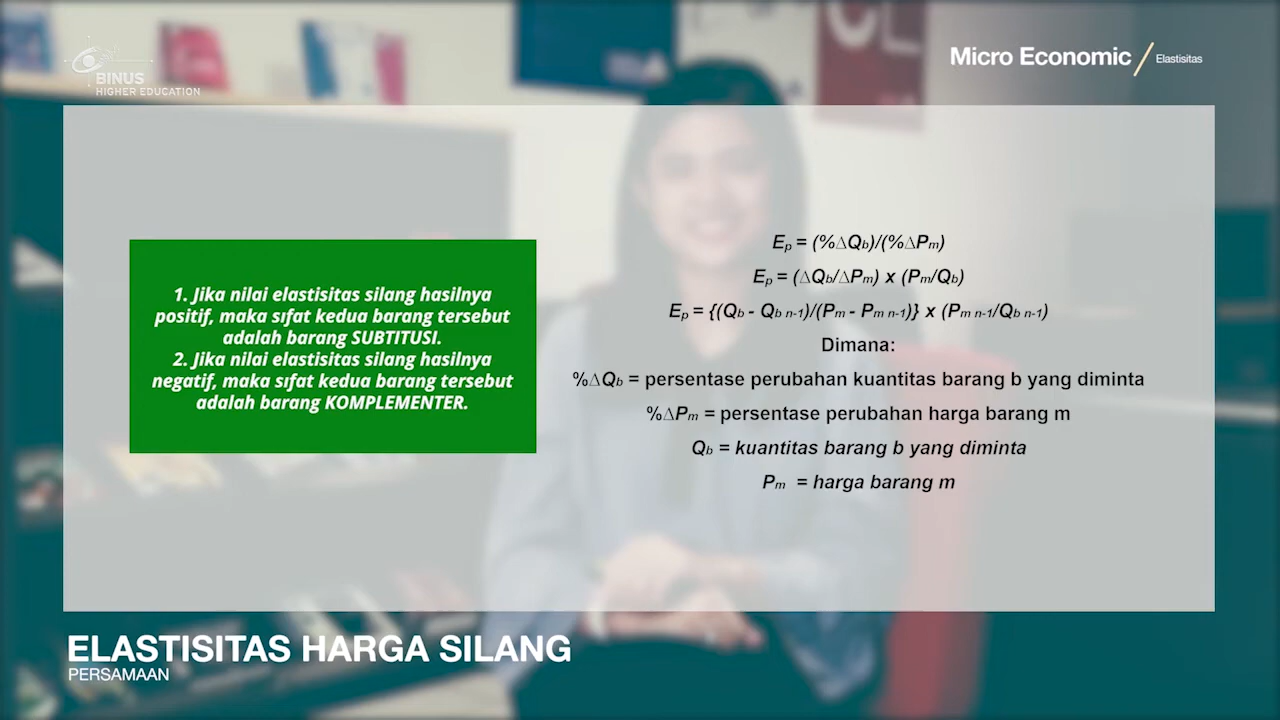 BINUS
HIGHER EDUCATION
Micro Economic / Elastisitas
1. Jika nilai elastisitas silang hasilnya
positif, maka sıfat kedua barang tersebut
adalah barang SUBTITUSI.
2. Jika nilai elastisitas silang hasilnya
negatif, maka sıfat kedua barang tersebut
adalah barang KOMPLEMENTER.
Ep = (%∆Qb)/(%∆Pm)
Ep = (∆Qb/∆Pm) x (Pm/Qb)
Ep = {(Qb - Qb n-1)/(Pm - Pm n-1)} x (Pm n-1/Qb n-1)
Dimana:
%∆Qb = persentase perubahan kuantitas barang b yang diminta
%∆Pm = persentase perubahan harga barang m
Qb = kuantitas barang b yang diminta
Pm = harga barang m
ELASTISITAS HARGA SILANG
PERSAMAAN